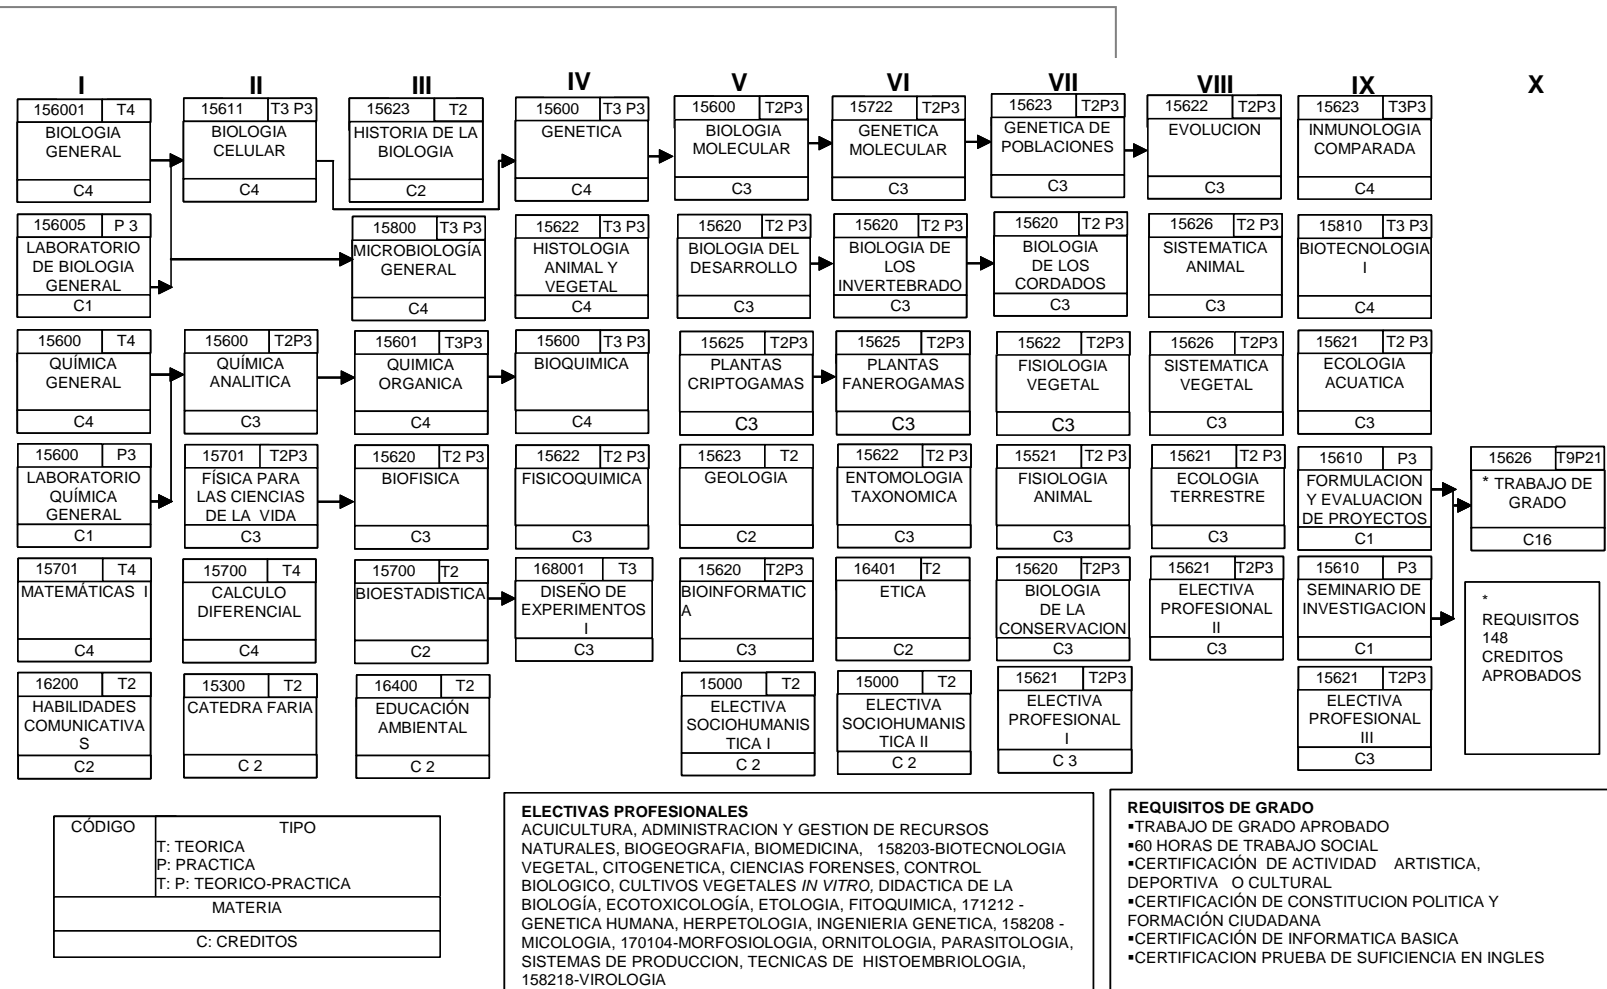 I II III IV V VI VII VIII IX X
156001 T4
BIOLOGIA
GENERAL
C4
15611 T3 P3
BIOLOGIA
CELULAR
C4
15623 T2
HISTORIA DE LA
BIOLOGIA
C2
15600 T3 P3
GENETICA
C4
15600 T2P3
BIOLOGIA
MOLECULAR
C3
15722 T2P3
GENETICA
MOLECULAR
C3
15623 T2P3
GENETICA DE
POBLACIONES
C3
15622 T2P3
EVOLUCION
C3
15623 T3P3
INMUNOLOGIA
COMPARADA
C4
156005 P 3
LABORATORIO
DE BIOLOGIA
GENERAL
C1
15800 T3 P3
MICROBIOLOGÍA
GENERAL
C4
15622 T3 P3
HISTOLOGIA
ANIMAL Y
VEGETAL
C4
15620 T2 P3
BIOLOGIA DEL
DESARROLLO
C3
15620 T2 P3
BIOLOGIA DE
LOS
INVERTEBRADO
C3
15620 T2 P3
BIOLOGIA
DE LOS
CORDADOS
C3
15626 T2 P3
SISTEMATICA
ANIMAL
C3
15810 T3 P3
BIOTECNOLOGIA
I
C4
15600 T4
QUÍMICA
GENERAL
C4
15600 T2P3
QUÍMICA
ANALITICA
C3
15601 T3P3
QUIMICA
ORGANICA
C4
15600 T3 P3
BIOQUIMICA
C4
15625 T2P3
PLANTAS
CRIPTOGAMAS
C3
15625 T2P3
PLANTAS
FANEROGAMAS
C3
15622 T2P3
FISIOLOGIA
VEGETAL
C3
15626 T2P3
SISTEMATICA
VEGETAL
C3
15621 T2 P3
ECOLOGIA
ACUATICA
C3
15600 P3
LABORATORIO
QUÍMICA
GENERAL
C1
15701 T2P3
FÍSICA PARA
LAS CIENCIAS
DE LA VIDA
C3
15620 T2 P3
BIOFISICA
C3
15622 T2 P3
FISICOQUIMICA
C3
15623 T2
GEOLOGIA
C2
15622 T2 P3
ENTOMOLOGIA
TAXONOMICA
C3
15521 T2 P3
FISIOLOGIA
ANIMAL
C3
15621 T2 P3
ECOLOGIA
TERRESTRE
C3
15610 P3
FORMULACION
Y EVALUACION
DE PROYECTOS
C1
15626 T9P21
* TRABAJO DE
GRADO
C16
15701 T4
MATEMÁTICAS I
C4
15700 T4
CALCULO
DIFERENCIAL
C4
15700 T2
BIOESTADISTICA
C2
168001 T3
DISEÑO DE
EXPERIMENTOS
I
C3
15620 T2P3
BIOINFORMATIC
A
C3
16401 T2
ETICA
C2
15620 T2P3
BIOLOGIA
DE LA
CONSERVACION
C3
15621 T2P3
ELECTIVA
PROFESIONAL
II
C3
15610 P3
SEMINARIO DE
INVESTIGACION
C1
*
REQUISITOS
148
CREDITOS
APROBADOS
16200 T2
HABILIDADES
COMUNICATIVA
S
C2
15300 T2
CATEDRA FARIA
C 2
16400 T2
EDUCACIÓN
AMBIENTAL
C 2
15000 T2
ELECTIVA
SOCIOHUMANIS
TICA I
C 2
15000 T2
ELECTIVA
SOCIOHUMANIS
TICA II
C 2
15621 T2P3
ELECTIVA
PROFESIONAL
I
C 3
15621 T2P3
ELECTIVA
PROFESIONAL
III
C3
CÓDIGO TIPO
T: TEORICA
P: PRACTICA
T: P: TEORICO-PRACTICA
MATERIA
C: CREDITOS
ELECTIVAS PROFESIONALES
ACUICULTURA, ADMINISTRACION Y GESTION DE RECURSOS
NATURALES, BIOGEOGRAFIA, BIOMEDICINA, 158203-BIOTECNOLOGIA
VEGETAL, CITOGENETICA, CIENCIAS FORENSES, CONTROL
BIOLOGICO, CULTIVOS VEGETALES IN VITRO, DIDACTICA DE LA
BIOLOGÍA, ECOTOXICOLOGÍA, ETOLOGIA, FITOQUIMICA, 171212 -
GENETICA HUMANA, HERPETOLOGIA, INGENIERIA GENETICA, 158208 -
MICOLOGIA, 170104-MORFOSIOLOGIA, ORNITOLOGIA, PARASITOLOGIA,
SISTEMAS DE PRODUCCION, TECNICAS DE HISTOEMBRIOLOGIA,
158218-VIROLOGIA
REQUISITOS DE GRADO
▪TRABAJO DE GRADO APROBADO
▪60 HORAS DE TRABAJO SOCIAL
▪CERTIFICACIÓN DE ACTIVIDAD ARTISTICA,
DEPORTIVA O CULTURAL
▪CERTIFICACIÓN DE CONSTITUCION POLITICA Y
FORMACIÓN CIUDADANA
▪CERTIFICACIÓN DE INFORMATICA BASICA
▪CERTIFICACION PRUEBA DE SUFICIENCIA EN INGLES